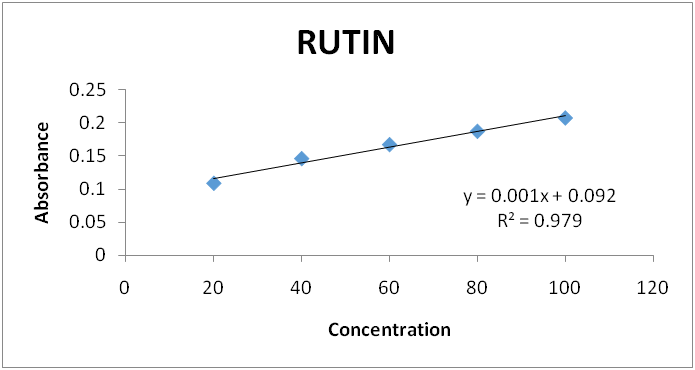 RUTIN
0.25
0.2
0.15
0.1
0.05
0
Absorbance
y = 0.001x + 0.092
R² = 0.979
0 20 40 60 80 100 120
Concentration